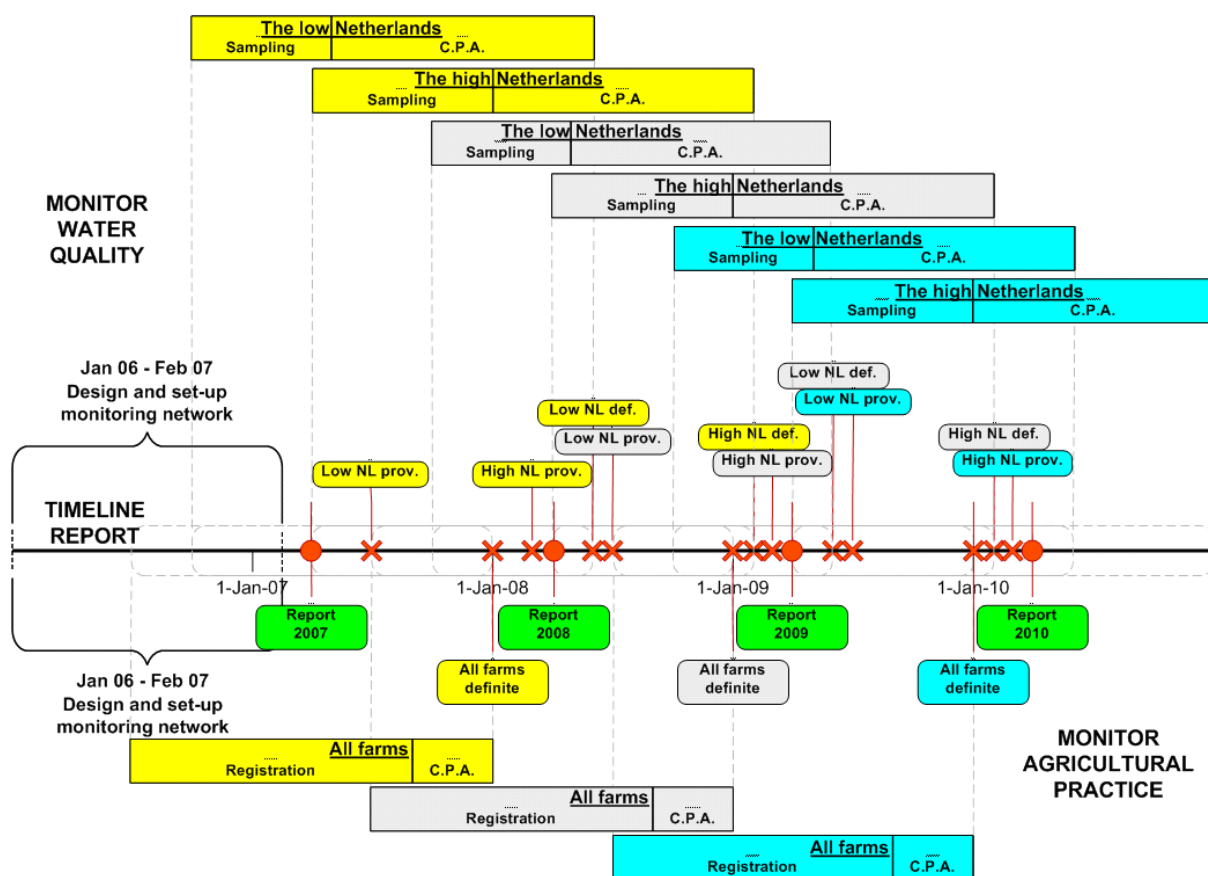 The low Netherlands
Sampling C.P.A.
The high Netherlands
Sampling C.P.A.
The low Netherlands
Sampling C.P.A.
The high Netherlands
Sampling C.P.A.
The low Netherlands
Sampling C.P.A.
The high Netherlands
Sampling C.P.A.
MONITOR
WATER
QUALITY
Jan 06 - Feb 07
Design and set-up
monitoring network
Low NL def.
Low NL prov.
Low NL def.
Low NL prov.
High NL def.
High NL prov.
High NL def.
High NL prov.
Low NL prov.
High NL prov.
TIMELINE
REPORT
1-Jan-07 1-Jan-08 1-Jan-09 1-Jan-10
Report
2007
Report
2008
Report
2009
Report
2010
All farms
definite
All farms
definite
All farms
definite
Jan 06 - Feb 07
Design and set-up
monitoring network
MONITOR
AGRICULTURAL
PRACTICE
All farms
Registration C.P.A.
All farms
Registration C.P.A.
All farms
Registration C.P.A.